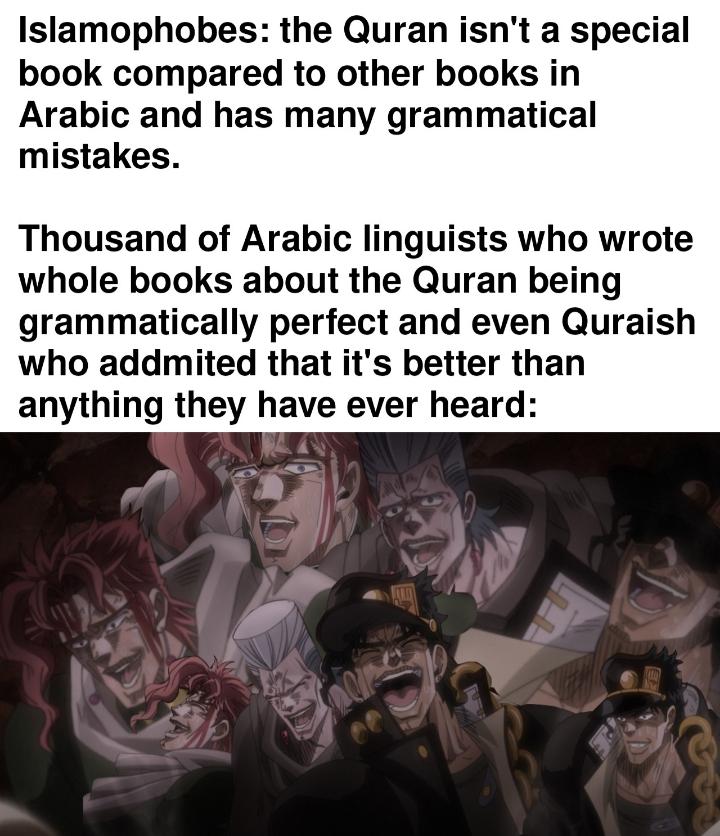 Islamophobes: the Quran isn't a special
book compared to other books in
Arabic and has many grammatical
mistakes.
Thousand of Arabic linguists who wrote
whole books about the Quran being
grammatically perfect and even Quraish
who addmited that it's better than
anything they have ever heard: